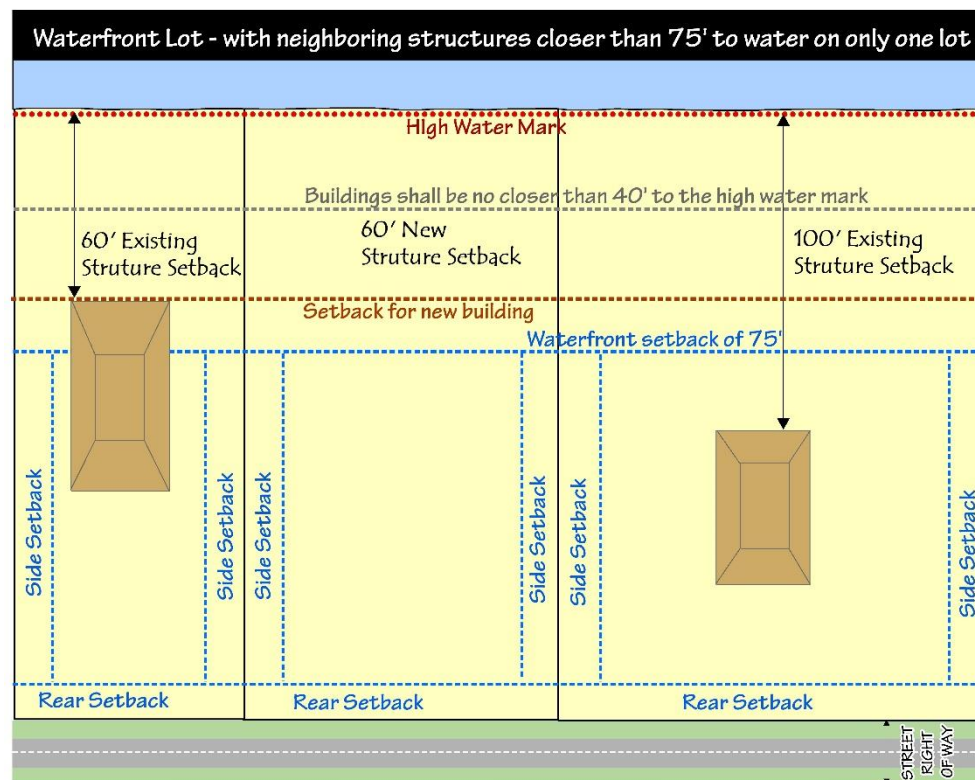 Waterfront Lot - with neighboring structures closer than 75' to water on only one lot
High Water Mark
Buildings shall be no closer than 40' to the high water mark
60' Existing
Struture Setback
60' New
Struture Setback
100' Existing
Struture Setback
Setback for new building
Waterfront setback of 75'
Side Setback
Side Setback
Side Setback
Side Setback
Side Setback
Side Setback
Rear Setback
Rear Setback
Rear Setback
STREET
RIGHT
OF WAY